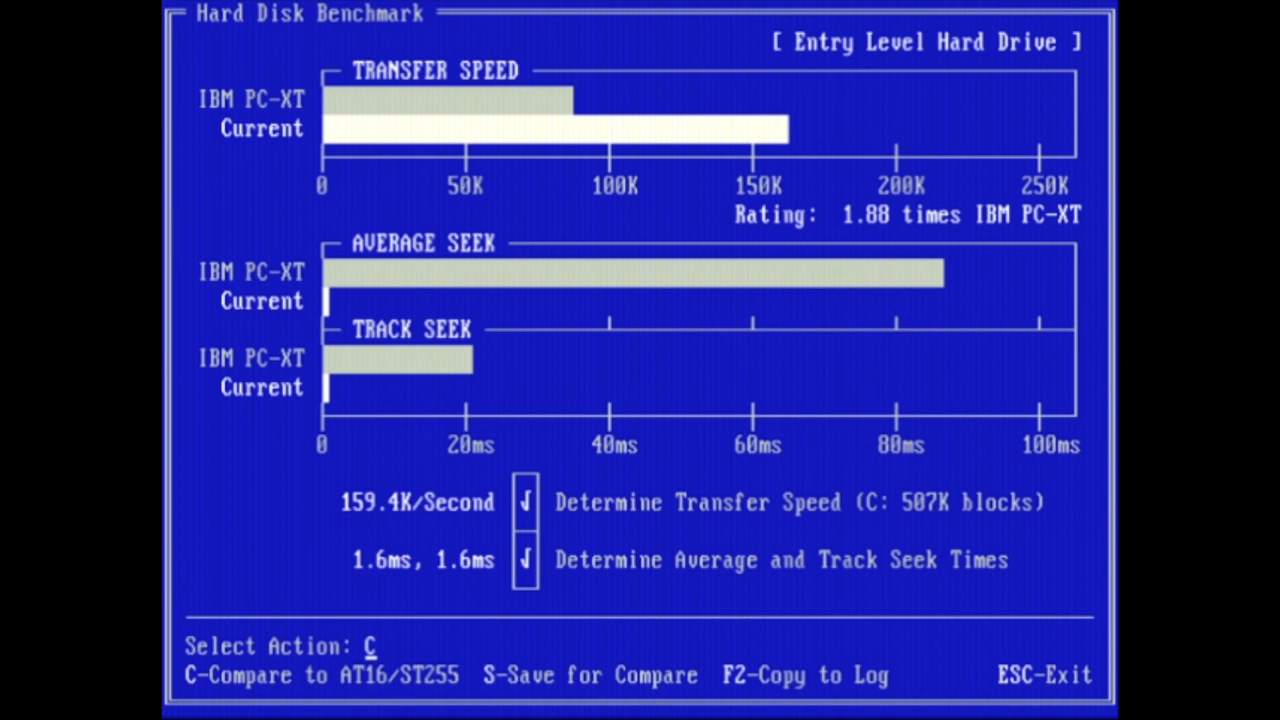 Hard Disk Benchmark
[ Entry Level Hard Drive ]
TRANSFER SPEED
IBM PC-XT
Current
0 50K 100K 150K 200K 250K
Rating: 1.88 times IBM PC-XT
AVERAGE SEEK
IBM PC-XT
Current
TRACK SEEK
IBM PC-XT
Current
0 20ms 40ms 60ms 80ms 100ms
159.4K/Second √ Determine Transfer Speed (C: 507K blocks)
1.6ms, 1.6ms √ Determine Average and Track Seek Times
Select Action: C
C-Compare to AT16/ST255 S-Save for Compare F2-Copy to Log ESC-Exit